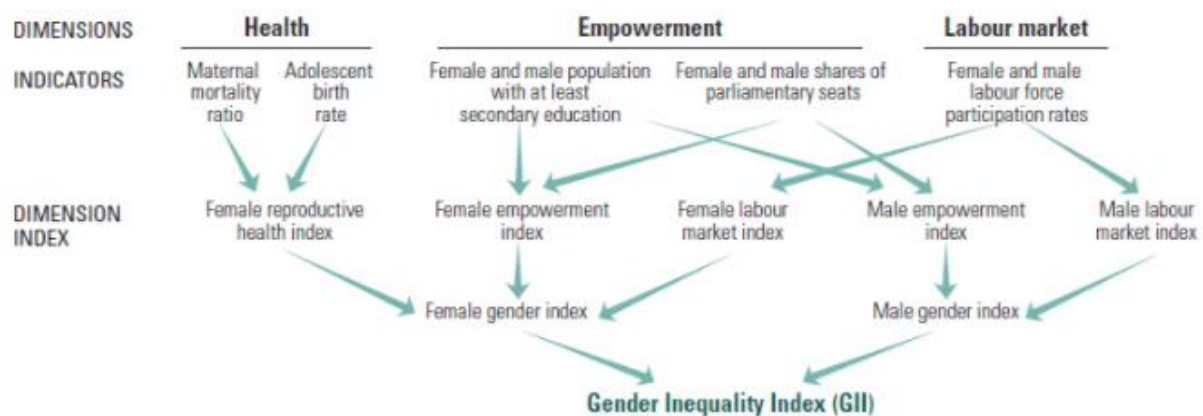 DIMENSIONS
Health
Empowerment
Labour market
INDICATORS
Maternal
mortality
ratio
Adolescent
birth
rate
Female and male population
with at least
secondary education
Female and male shares of
parliamentary seats
Female and male
labour force
participation rates
DIMENSION
INDEX
Female reproductive
health index
Female empowerment
index
Female labour
market index
Male empowerment
index
Male labour
market index
Female gender index
Male gender index
Gender Inequality Index (GII)